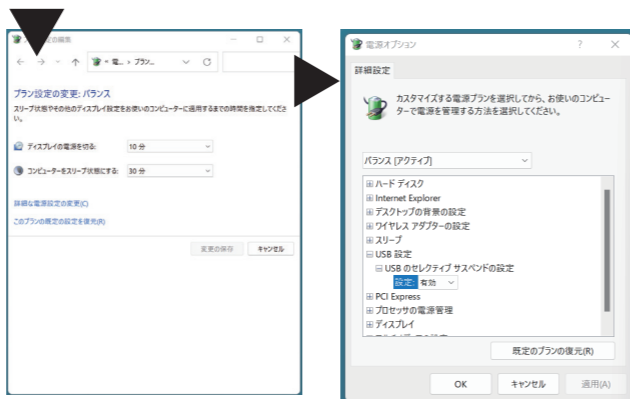 の編集
電... › プラン...
プラン設定の変更: バランス
スリープ状態やその他のディスプレイ設定をお使いのコンピューターに適用するまでの時間を指定してくださ
い。
ディスプレイの電源を切る: 10 分
コンピューターをスリープ状態にする: 30 分
詳細な電源設定の変更(C)
このプランの既定の設定を復元(R)
変更の保存 キャンセル
電源オプション
詳細設定
カスタマイズする電源プランを選択してから、お使いのコンピュー
ターで電源を管理する方法を選択してください。
バランス [アクティブ]
ハード ディスク
Internet Explorer
デスクトップの背景の設定
ワイヤレス アダプターの設定
スリープ
USB 設定
USB のセレクティブ サスペンドの設定
設定: 有効
PCI Express
プロセッサの電源管理
ディスプレイ
既定のプランの復元(R)
OK キャンセル 適用(A)